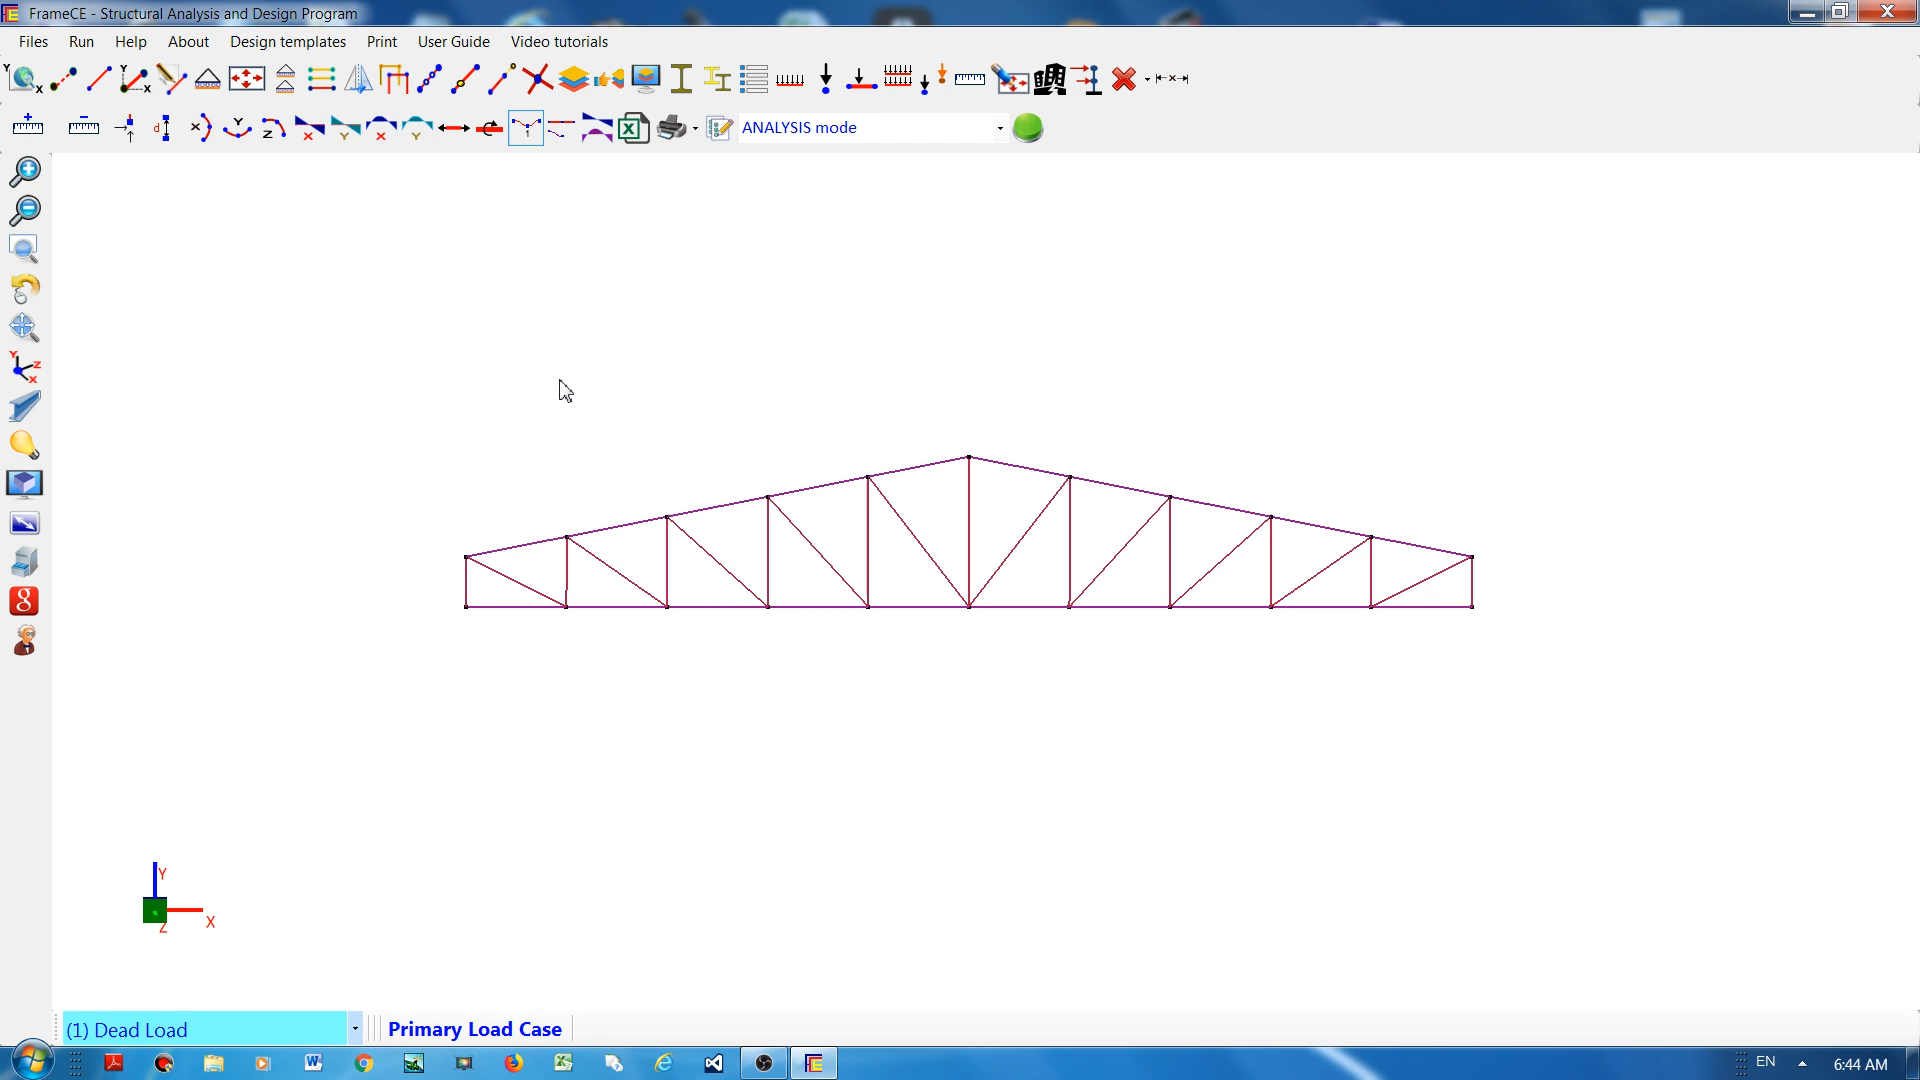 FrameCE - Structural Analysis and Design Program
Files Run Help About Design templates Print User Guide Video tutorials
ANALYSIS mode
Y
X
Z
(1) Dead Load
Primary Load Case
EN
6:44 AM